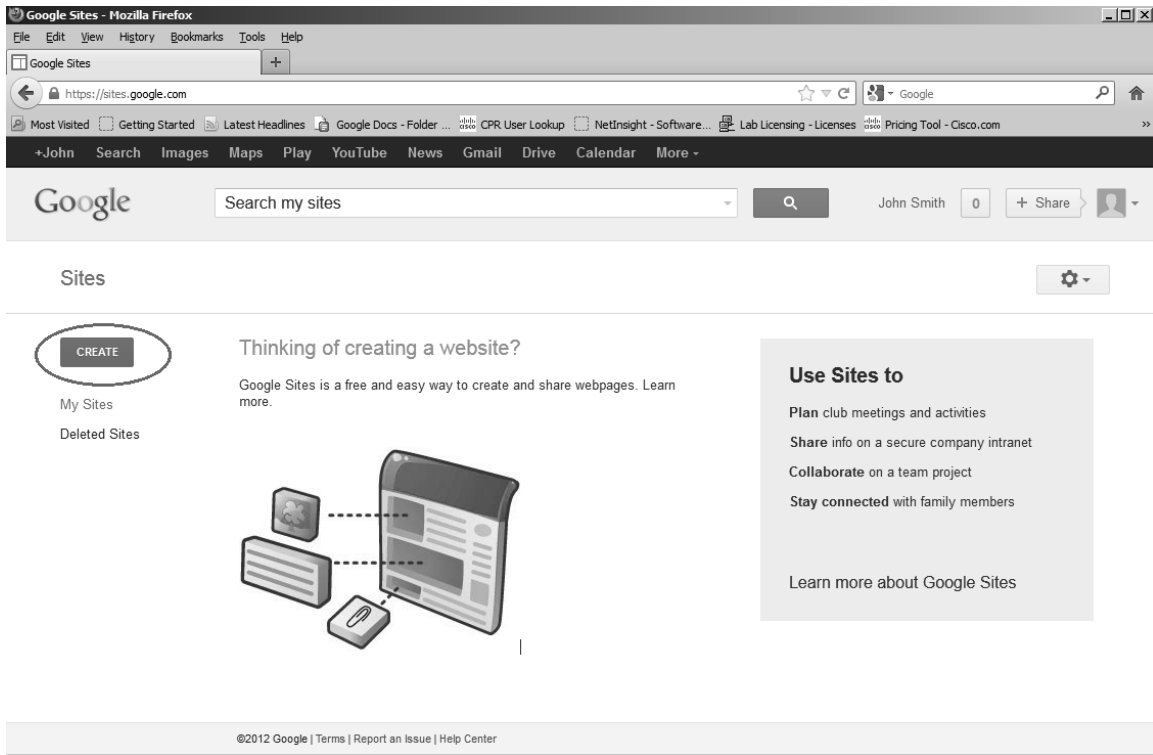 Google Sites - Mozilla Firefox
File Edit View History Bookmarks Tools Help
Google Sites +
https://sites.google.com Google
Most Visited Getting Started Latest Headlines Google Docs - Folder ... CPR User Lookup NetInsight - Software... Lab Licensing - Licenses Pricing Tool - Cisco.com »
+John Search Images Maps Play YouTube News Gmail Drive Calendar More
Google Search my sites John Smith 0 + Share
Sites
CREATE
My Sites
Deleted Sites
Thinking of creating a website?
Google Sites is a free and easy way to create and share webpages. Learn
more.
Use Sites to
Plan club meetings and activities
Share info on a secure company intranet
Collaborate on a team project
Stay connected with family members
Learn more about Google Sites
©2012 Google | Terms | Report an Issue | Help Center